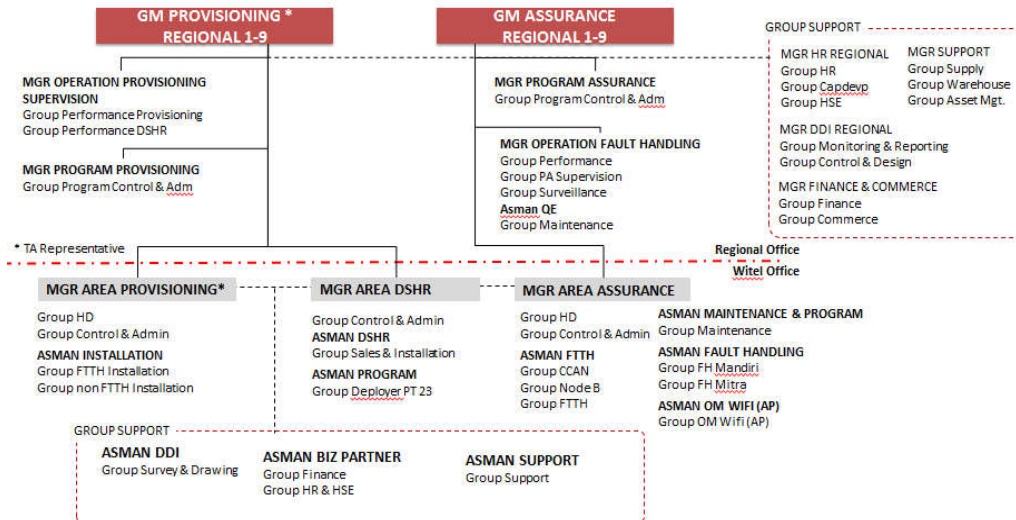 GM PROVISIONING *
REGIONAL 1-9
GM ASSURANCE
REGIONAL 1-9
GROUP SUPPORT
MGR HR REGIONAL
Group HR
Group Capdevp
Group HSE
MGR SUPPORT
Group Supply
Group Warehouse
Group Asset Mgt.
MGR DDI REGIONAL
Group Monitoring & Reporting
Group Control & Design
MGR FINANCE & COMMERCE
Group Finance
Group Commerce
MGR OPERATION PROVISIONING
SUPERVISION
Group Performance Provisioning
Group Performance DSHR
MGR PROGRAM PROVISIONING
Group Program Control & Adm
MGR PROGRAM ASSURANCE
Group Program Control & Adm
MGR OPERATION FAULT HANDLING
Group Performance
Group PA Supervision
Group Surveillance
Asman QE
Group Maintenance
* TA Representative
Regional Office
Witel Office
MGR AREA PROVISIONING*
Group HD
Group Control & Admin
ASMAN INSTALLATION
Group FTTH Installation
Group non FTTH Installation
MGR AREA DSHR
Group Control & Admin
ASMAN DSHR
Group Sales & Installation
ASMAN PROGRAM
Group Deployer PT 23
MGR AREA ASSURANCE
Group HD
Group Control & Admin
ASMAN FTTH
Group CCAN
Group Node B
Group FTTH
ASMAN MAINTENANCE & PROGRAM
Group Maintenance
ASMAN FAULT HANDLING
Group FH Mandiri
Group FH Mitra
ASMAN OM WIFI (AP)
Group OM Wifi (AP)
GROUP SUPPORT
ASMAN DDI
Group Survey & Drawing
ASMAN BIZ PARTNER
Group Finance
Group HR & HSE
ASMAN SUPPORT
Group Support